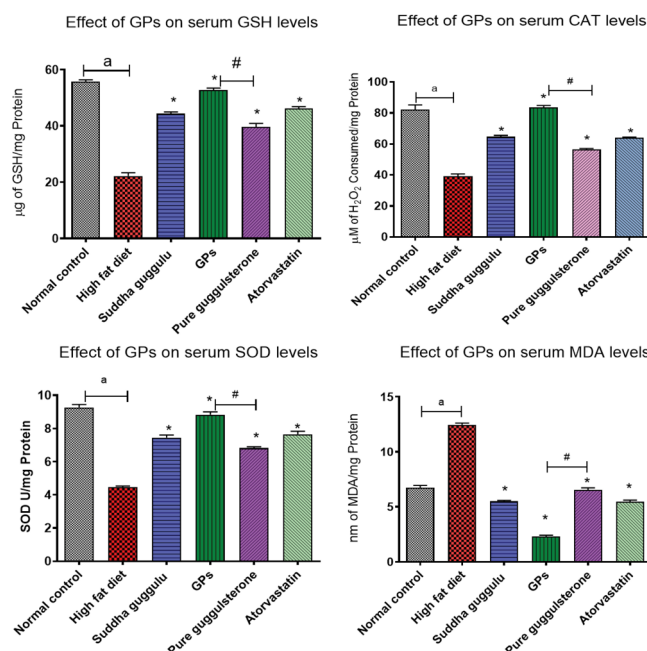 Effect of GPs on serum GSH levels
µg of GSH/mg Protein
60
40
20
0
a
*
*
#
*
*
Normal control
High fat diet
Suddha guggulu
GPs
Pure guggulsterone
Atorvastatin
Effect of GPs on serum CAT levels
µM of H₂O₂ Consumed/mg Protein
100
80
60
40
20
0
a
*
*
#
*
*
Normal control
High fat diet
Suddha guggulu
GPs
Pure guggulsterone
Atorvastatin
Effect of GPs on serum SOD levels
SOD U/mg Protein
10
8
6
4
2
0
a
*
*
#
*
*
Normal control
High fat diet
Suddha guggulu
GPs
Pure guggulsterone
Atorvastatin
Effect of GPs on serum MDA levels
nm of MDA/mg Protein
15
10
5
0
a
*
*
#
*
*
Normal control
High fat diet
Suddha guggulu
GPs
Pure guggulsterone
Atorvastatin